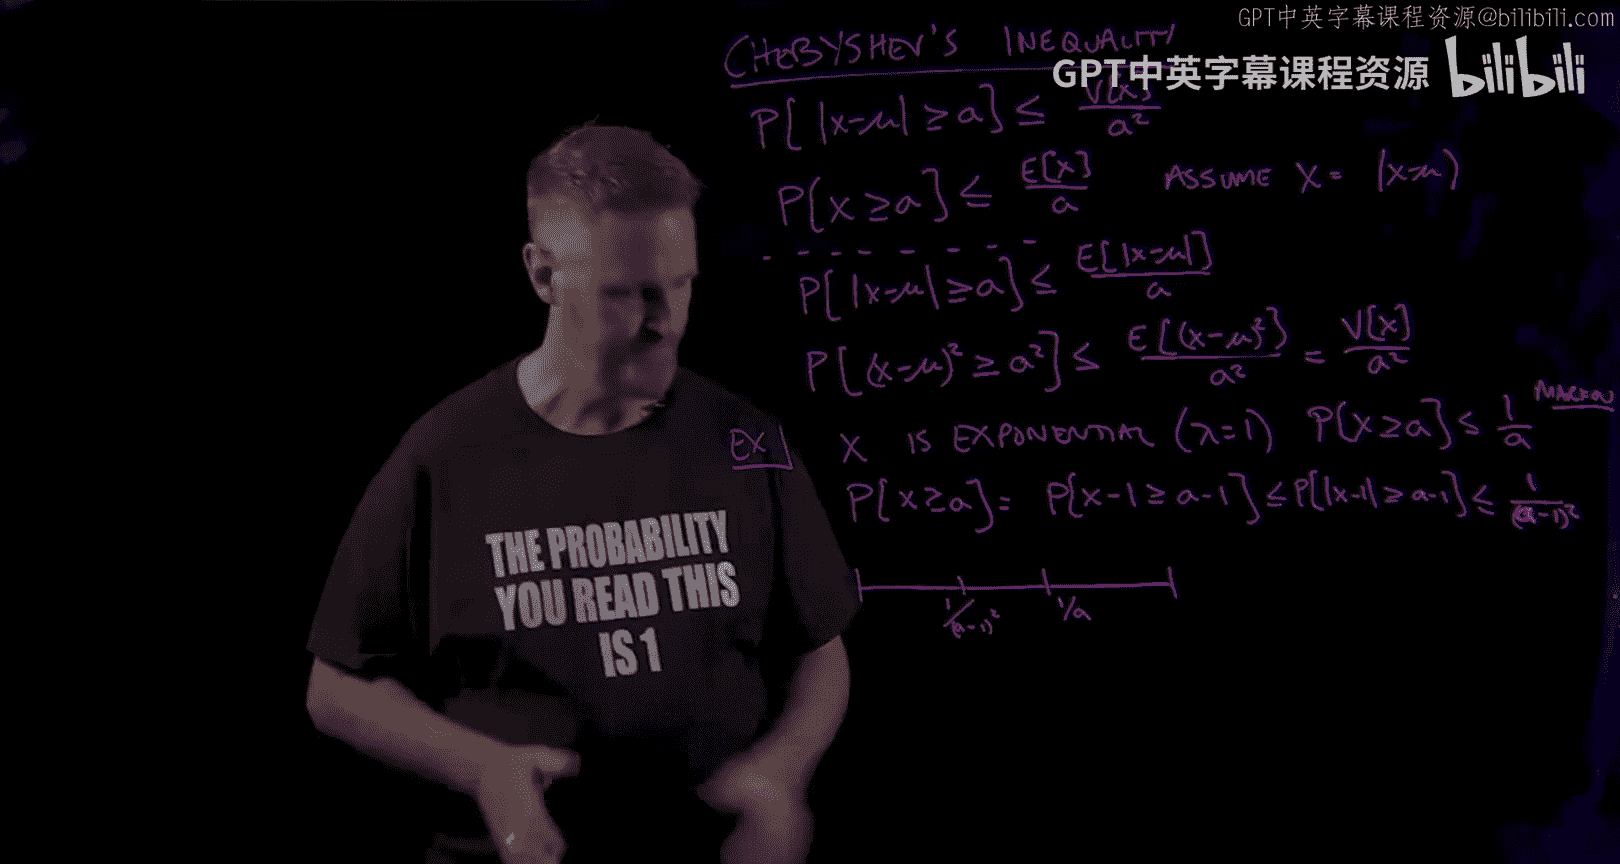 GPT中英字幕课程资源@bilibili.com
GPT中英字幕课程资源 bilibili
CHEBYSHEV'S INEQUALITY
P[|x-μ| ≥ a] ≤ V[x]/a²
P[x ≥ a] ≤ E[x]/a ASSUME X = |x-μ|
P[|x-μ| ≥ a] ≤ E[|x-μ|]/a
P[(x-μ)² ≥ a²] ≤ E[(x-μ)²]/a² = V[x]/a²
MARKOV
EX X IS EXPONENTIAL (λ=1) P[x ≥ a] ≤ 1/a
P[x ≥ a] = P[x-1 ≥ a-1] ≤ P[|x-1| ≥ a-1] ≤ 1/(a-1)²
1/(a-1)² 1/a
THE PROBABILITY
YOU READ THIS
IS 1